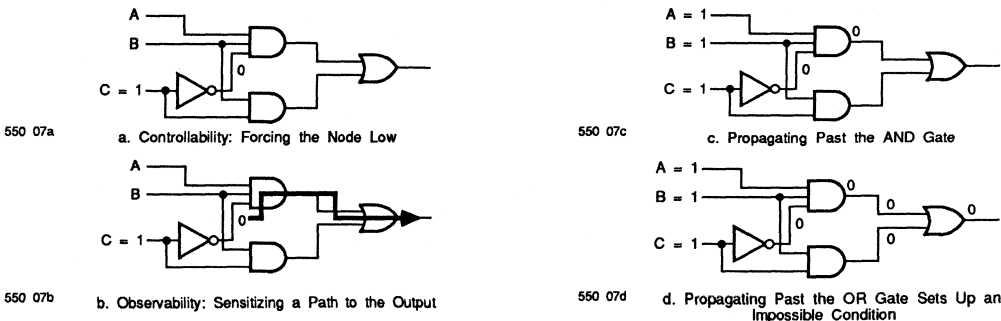 A
B
0
C = 1
550 07a
a. Controllability: Forcing the Node Low
A
B
0
C = 1
550 07b
b. Observability: Sensitizing a Path to the Output
A = 1
0
B = 1
0
C = 1
550 07c
c. Propagating Past the AND Gate
A = 1
0
B = 1
0
0
0
0
C = 1
550 07d
d. Propagating Past the OR Gate Sets Up an
Impossible Condition